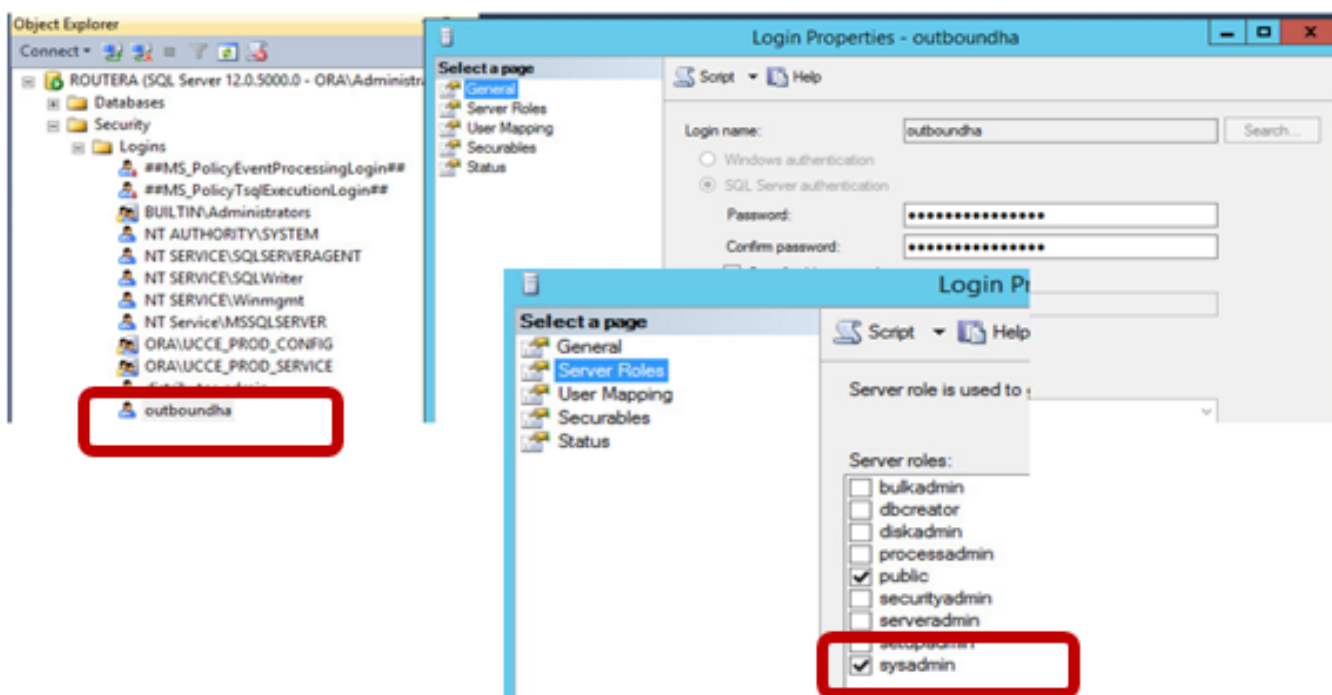 Object Explorer
Connect
ROUTERA (SQL Server 12.0.5000.0 - ORA\Administr
Databases
Security
Logins
##MS_PolicyEventProcessingLogin##
##MS_PolicyTsqlExecutionLogin##
BUILTIN\Administrators
NT AUTHORITY\SYSTEM
NT SERVICE\SQLSERVERAGENT
NT SERVICE\SQLWriter
NT SERVICE\Winmgmt
NT Service\MSSQLSERVER
ORA\UCCE_PROD_CONFIG
ORA\UCCE_PROD_SERVICE
outboundha
Login Properties - outboundha
Select a page
General
Server Roles
User Mapping
Securables
Status
Script
Help
Login name:
outboundha
Search...
Windows authentication
SQL Server authentication
Password:
Confirm password:
Login Pr
Select a page
General
Server Roles
User Mapping
Securables
Status
Script
Help
Server role is used to
Server roles:
bulkadmin
dbcreator
diskadmin
processadmin
public
securityadmin
serveradmin
setupadmin
sysadmin